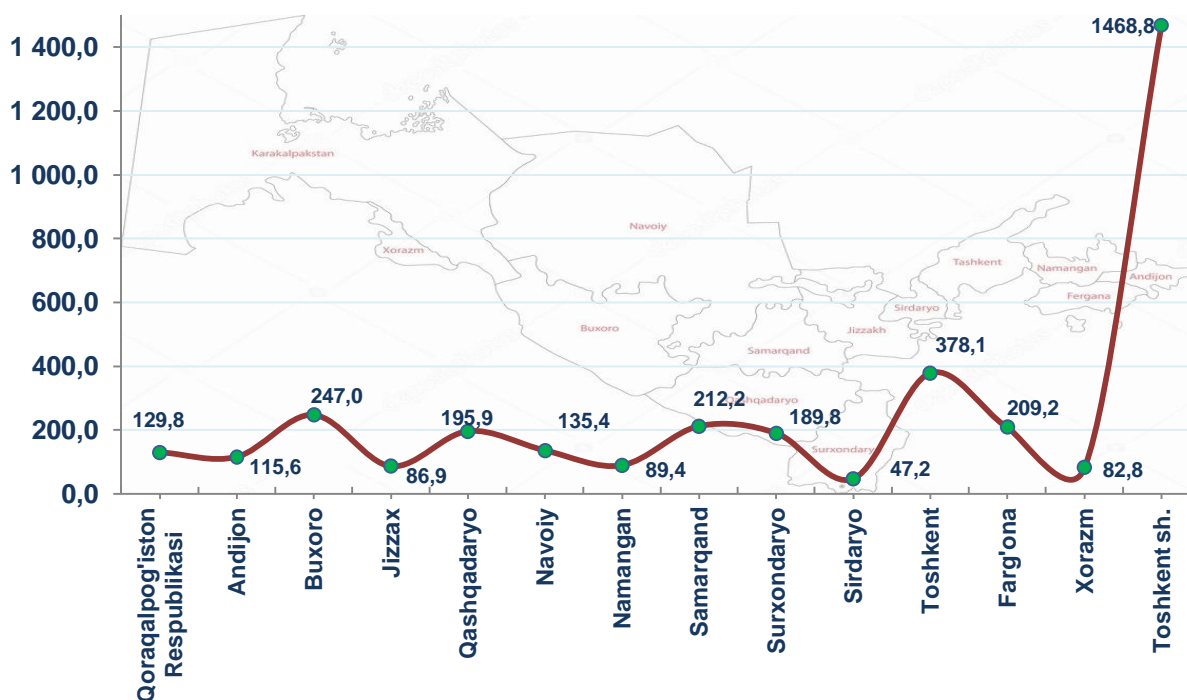 1 400,0
1 200,0
1 000,0
800,0
600,0
400,0
200,0
0,0
1468,8
129,8
115,6
247,0
86,9
195,9
135,4
89,4
212,2
189,8
47,2
378,1
209,2
82,8
Karakalpakstan
Xorazm
Navoiy
Buxoro
Samarqand
Qashqadaryo
Surxondaryo
Jizzakh
Sirdaryo
Tashkent
Namangan
Andijon
Fergana
Qoraqalpog'iston
Respublikasi
Andijon
Buxoro
Jizzax
Qashqadaryo
Navoiy
Namangan
Samarqand
Surxondaryo
Sirdaryo
Toshkent
Farg'ona
Xorazm
Toshkent sh.